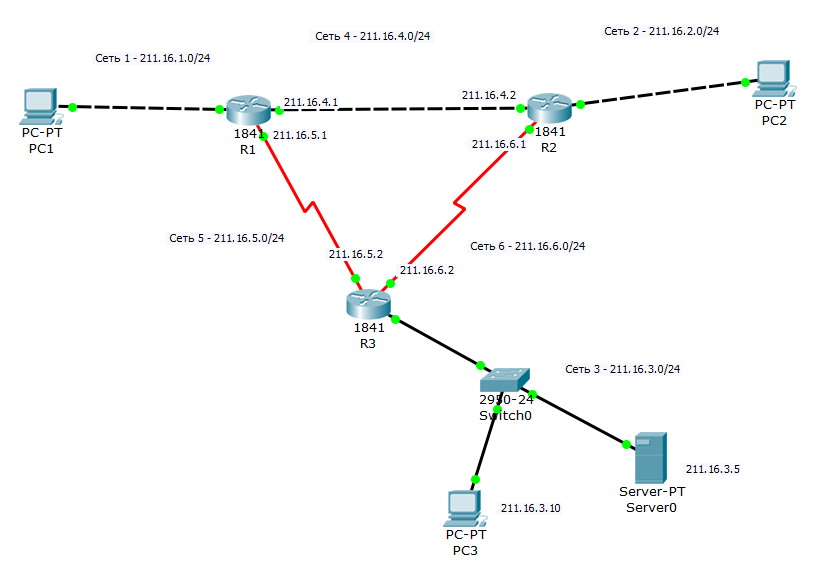 Сеть 4 - 211.16.4.0/24
Сеть 2 - 211.16.2.0/24
Сеть 1 - 211.16.1.0/24
PC-PT
PC1
211.16.4.1
1841
R1
211.16.5.1
211.16.4.2
1841
R2
211.16.6.1
PC-PT
PC2
Сеть 5 - 211.16.5.0/24
211.16.5.2
Сеть 6 - 211.16.6.0/24
211.16.6.2
1841
R3
Сеть 3 - 211.16.3.0/24
2950-24
Switch0
211.16.3.5
Server-PT
Server0
211.16.3.10
PC-PT
PC3